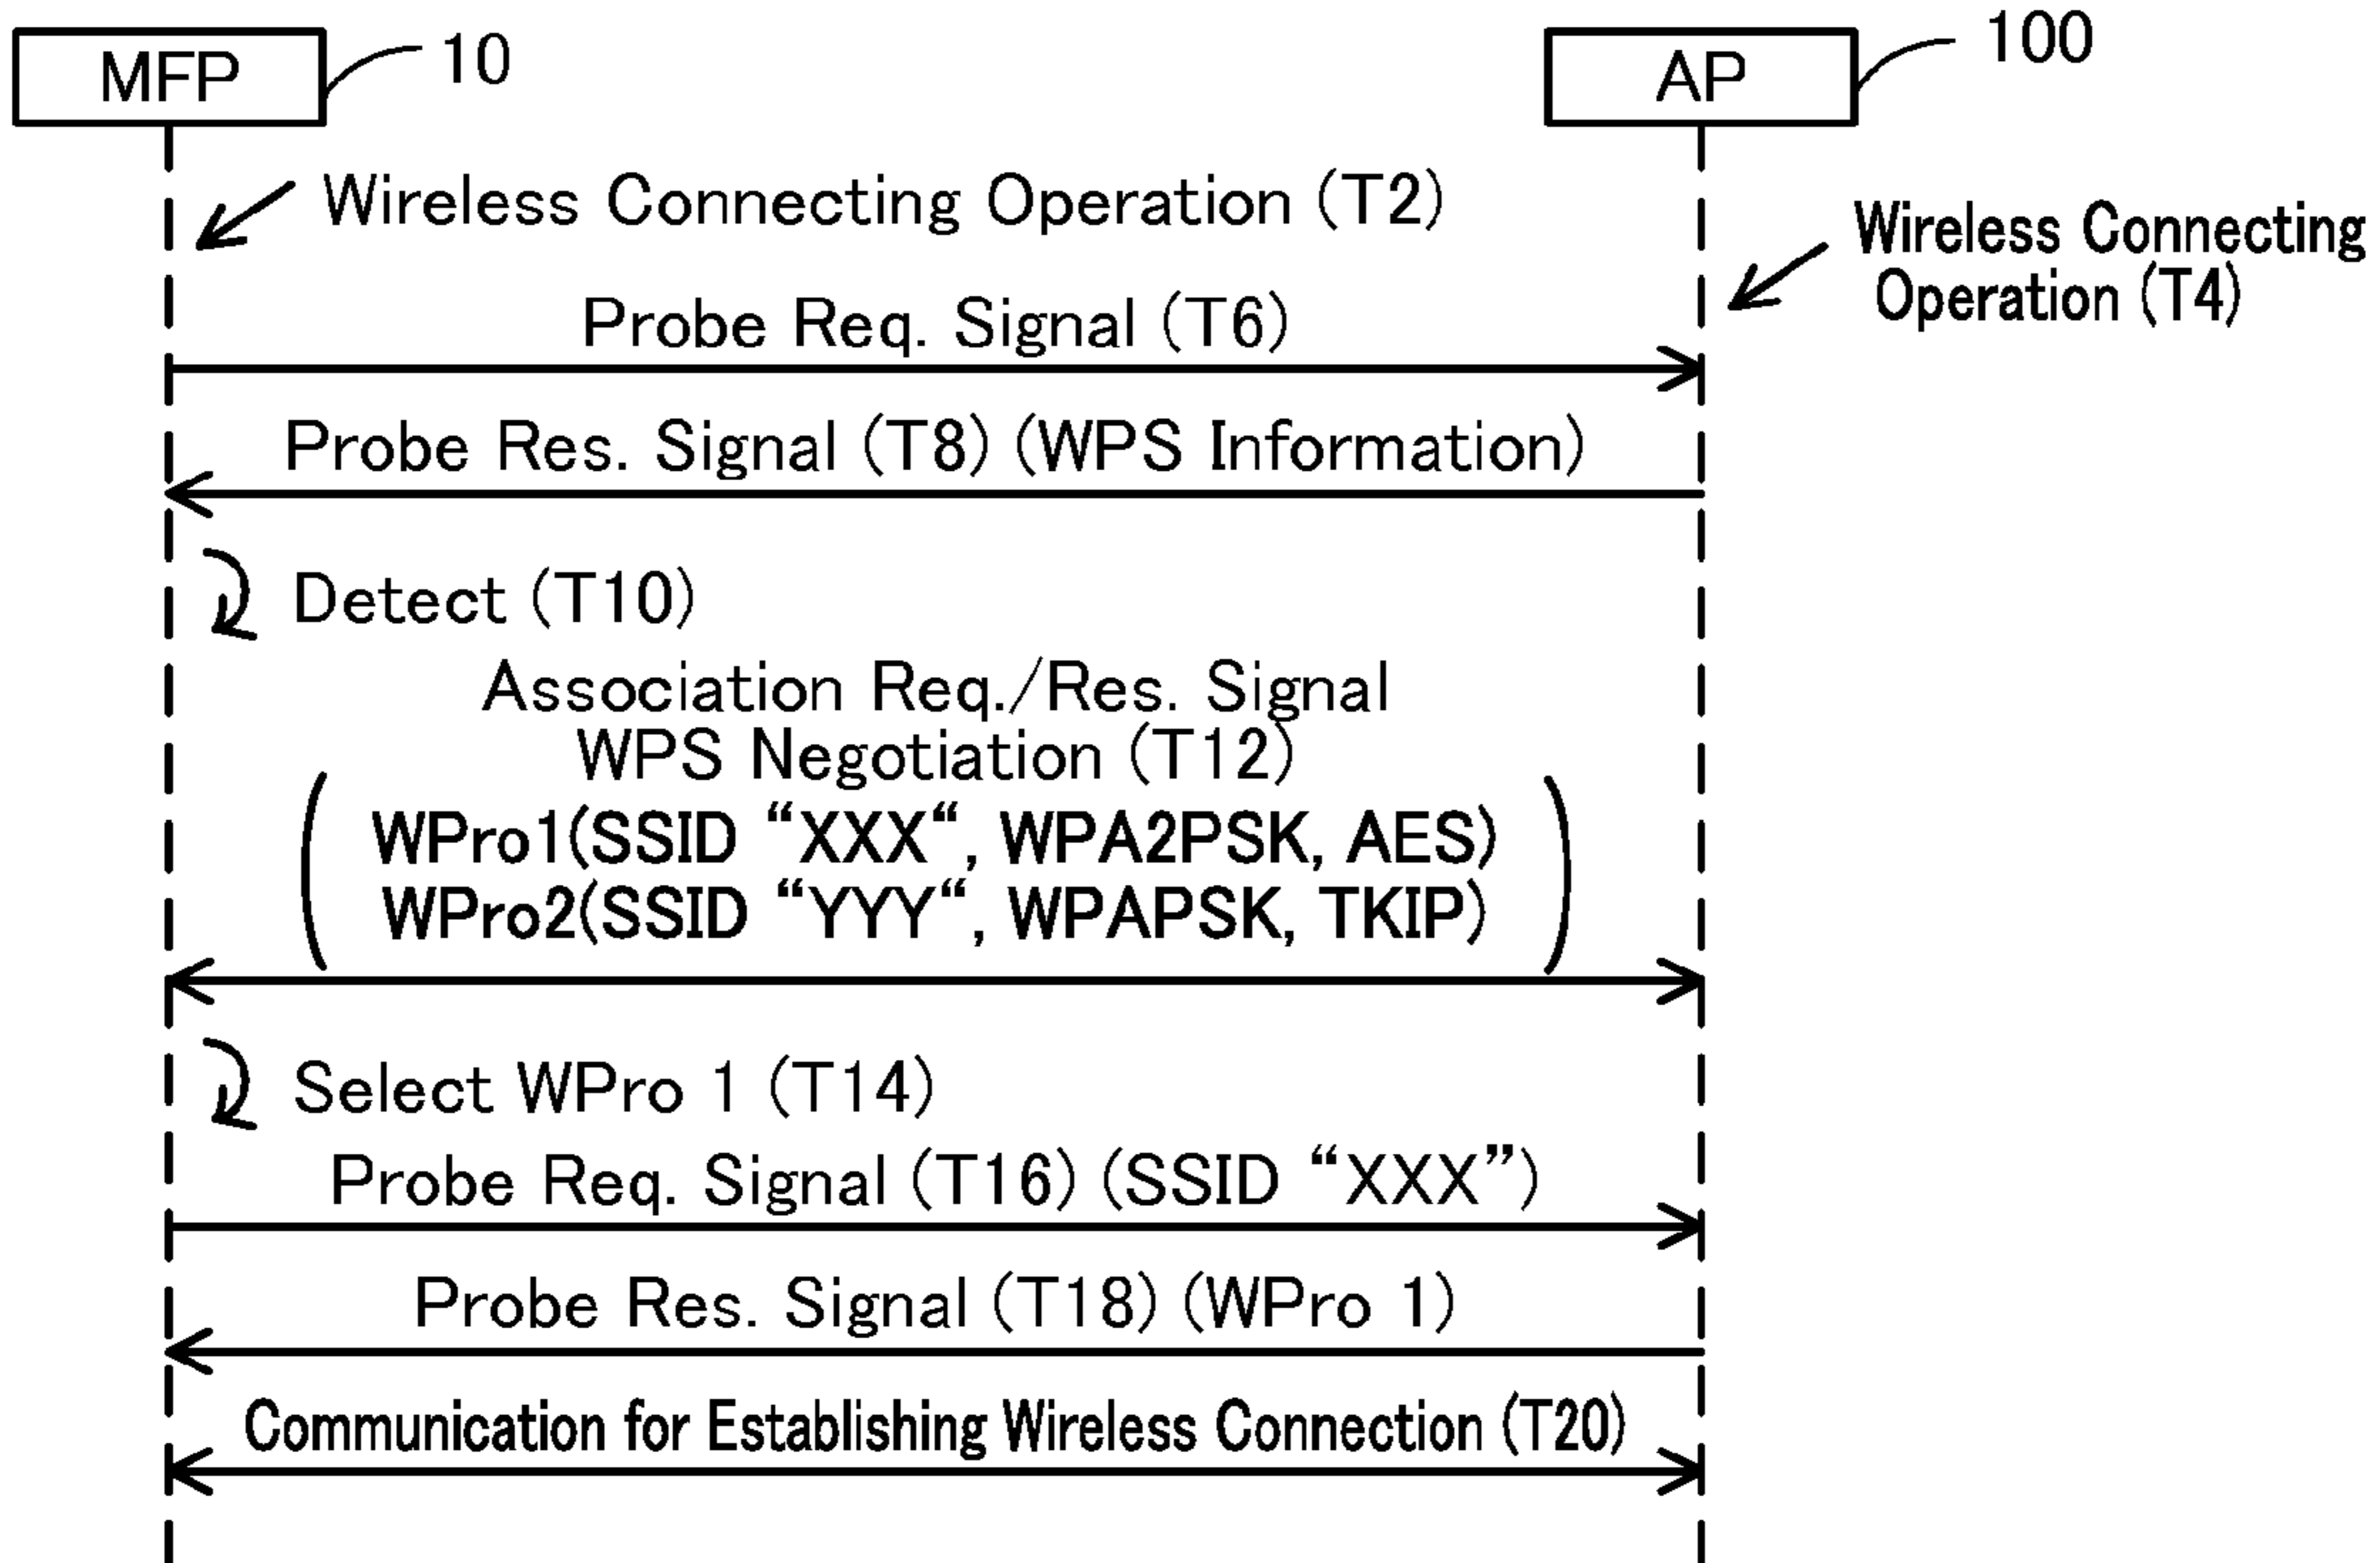 MFP
10
AP
100
Wireless Connecting Operation (T2)
Wireless Connecting
Operation (T4)
Probe Req. Signal (T6)
Probe Res. Signal (T8) (WPS Information)
Detect (T10)
Association Req./Res. Signal
WPS Negotiation (T12)
WPro1(SSID “XXX“, WPA2PSK, AES)
WPro2(SSID “YYY“, WPAPSK, TKIP)
Select WPro 1 (T14)
Probe Req. Signal (T16) (SSID “XXX”)
Probe Res. Signal (T18) (WPro 1)
Communication for Establishing Wireless Connection (T20)